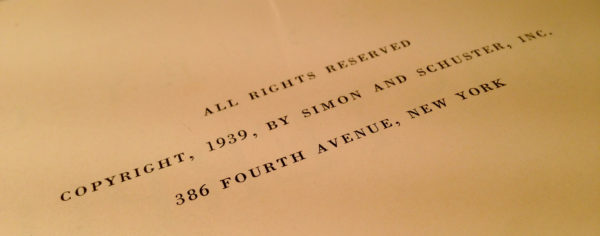 ALL RIGHTS RESERVED
COPYRIGHT, 1939, BY SIMON AND SCHUSTER, INC.
386 FOURTH AVENUE, NEW YORK